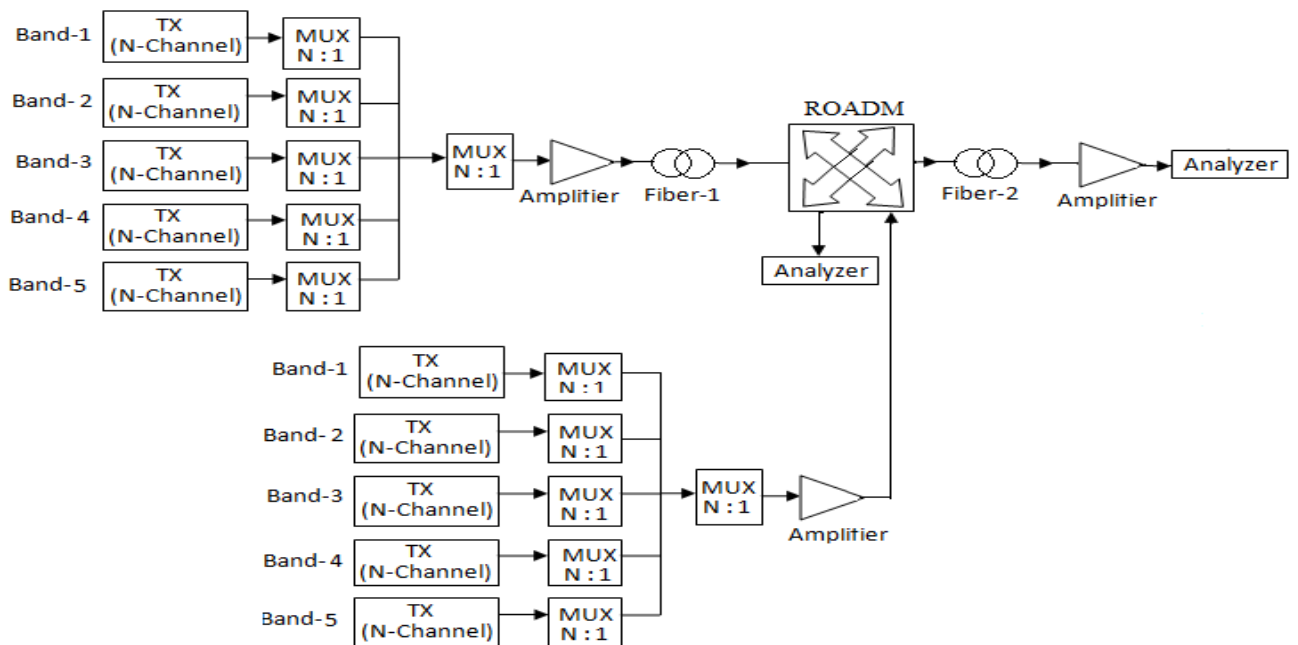 Band-1
TX
(N-Channel)
MUX
N : 1
Band- 2
TX
(N-Channel)
MUX
N : 1
Band-3
TX
(N-Channel)
MUX
N : 1
Band-4
TX
(N-Channel)
MUX
N : 1
Band-5
TX
(N-Channel)
MUX
N : 1
MUX
N : 1
Amplitier
Fiber-1
ROADM
Analyzer
Fiber-2
Amplitier
Analyzer
Band-1
TX
(N-Channel)
MUX
N : 1
Band- 2
TX
(N-Channel)
MUX
N : 1
Band-3
TX
(N-Channel)
MUX
N : 1
Band-4
TX
(N-Channel)
MUX
N : 1
Band-5
TX
(N-Channel)
MUX
N : 1
MUX
N : 1
Amplitier